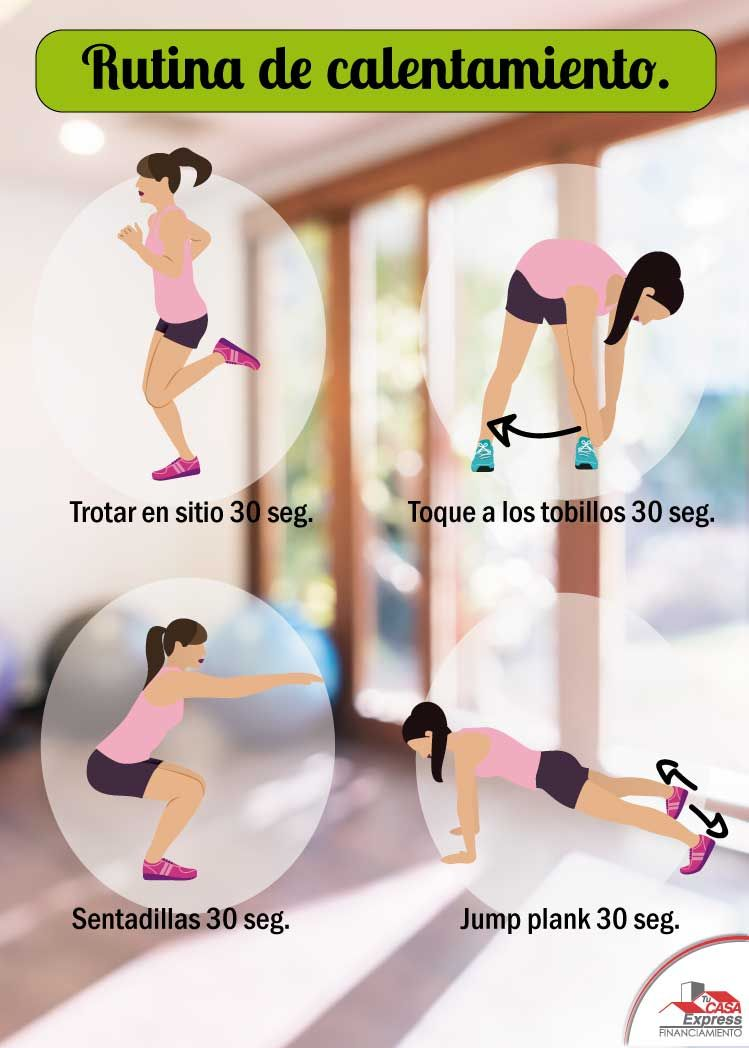 Rutina de calentamiento.
Trotar en sitio 30 seg.
Toque a los tobillos 30 seg.
Sentadillas 30 seg.
Jump plank 30 seg.
Tu
CASA
Express
FINANCIAMIENTO